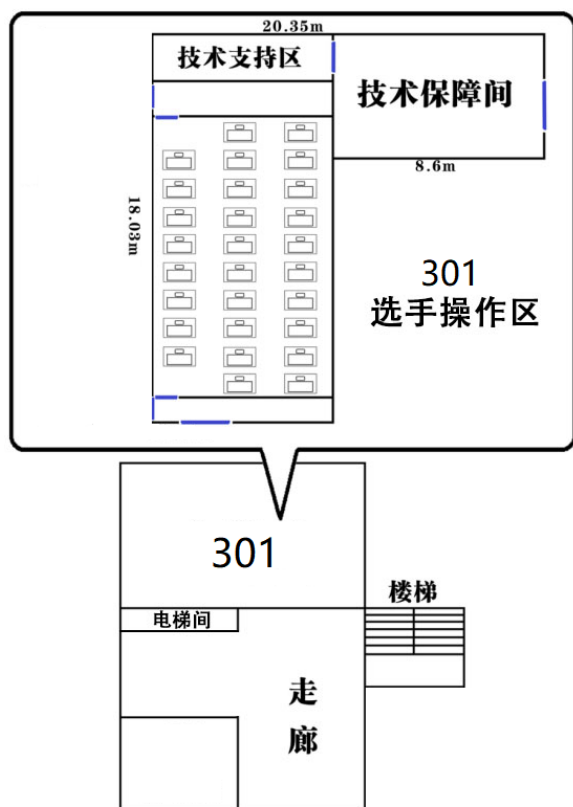 20.35m
技术支持区
技术保障间
8.6m
18.03m
301
选手操作区
301
楼梯
电梯间
走
廊